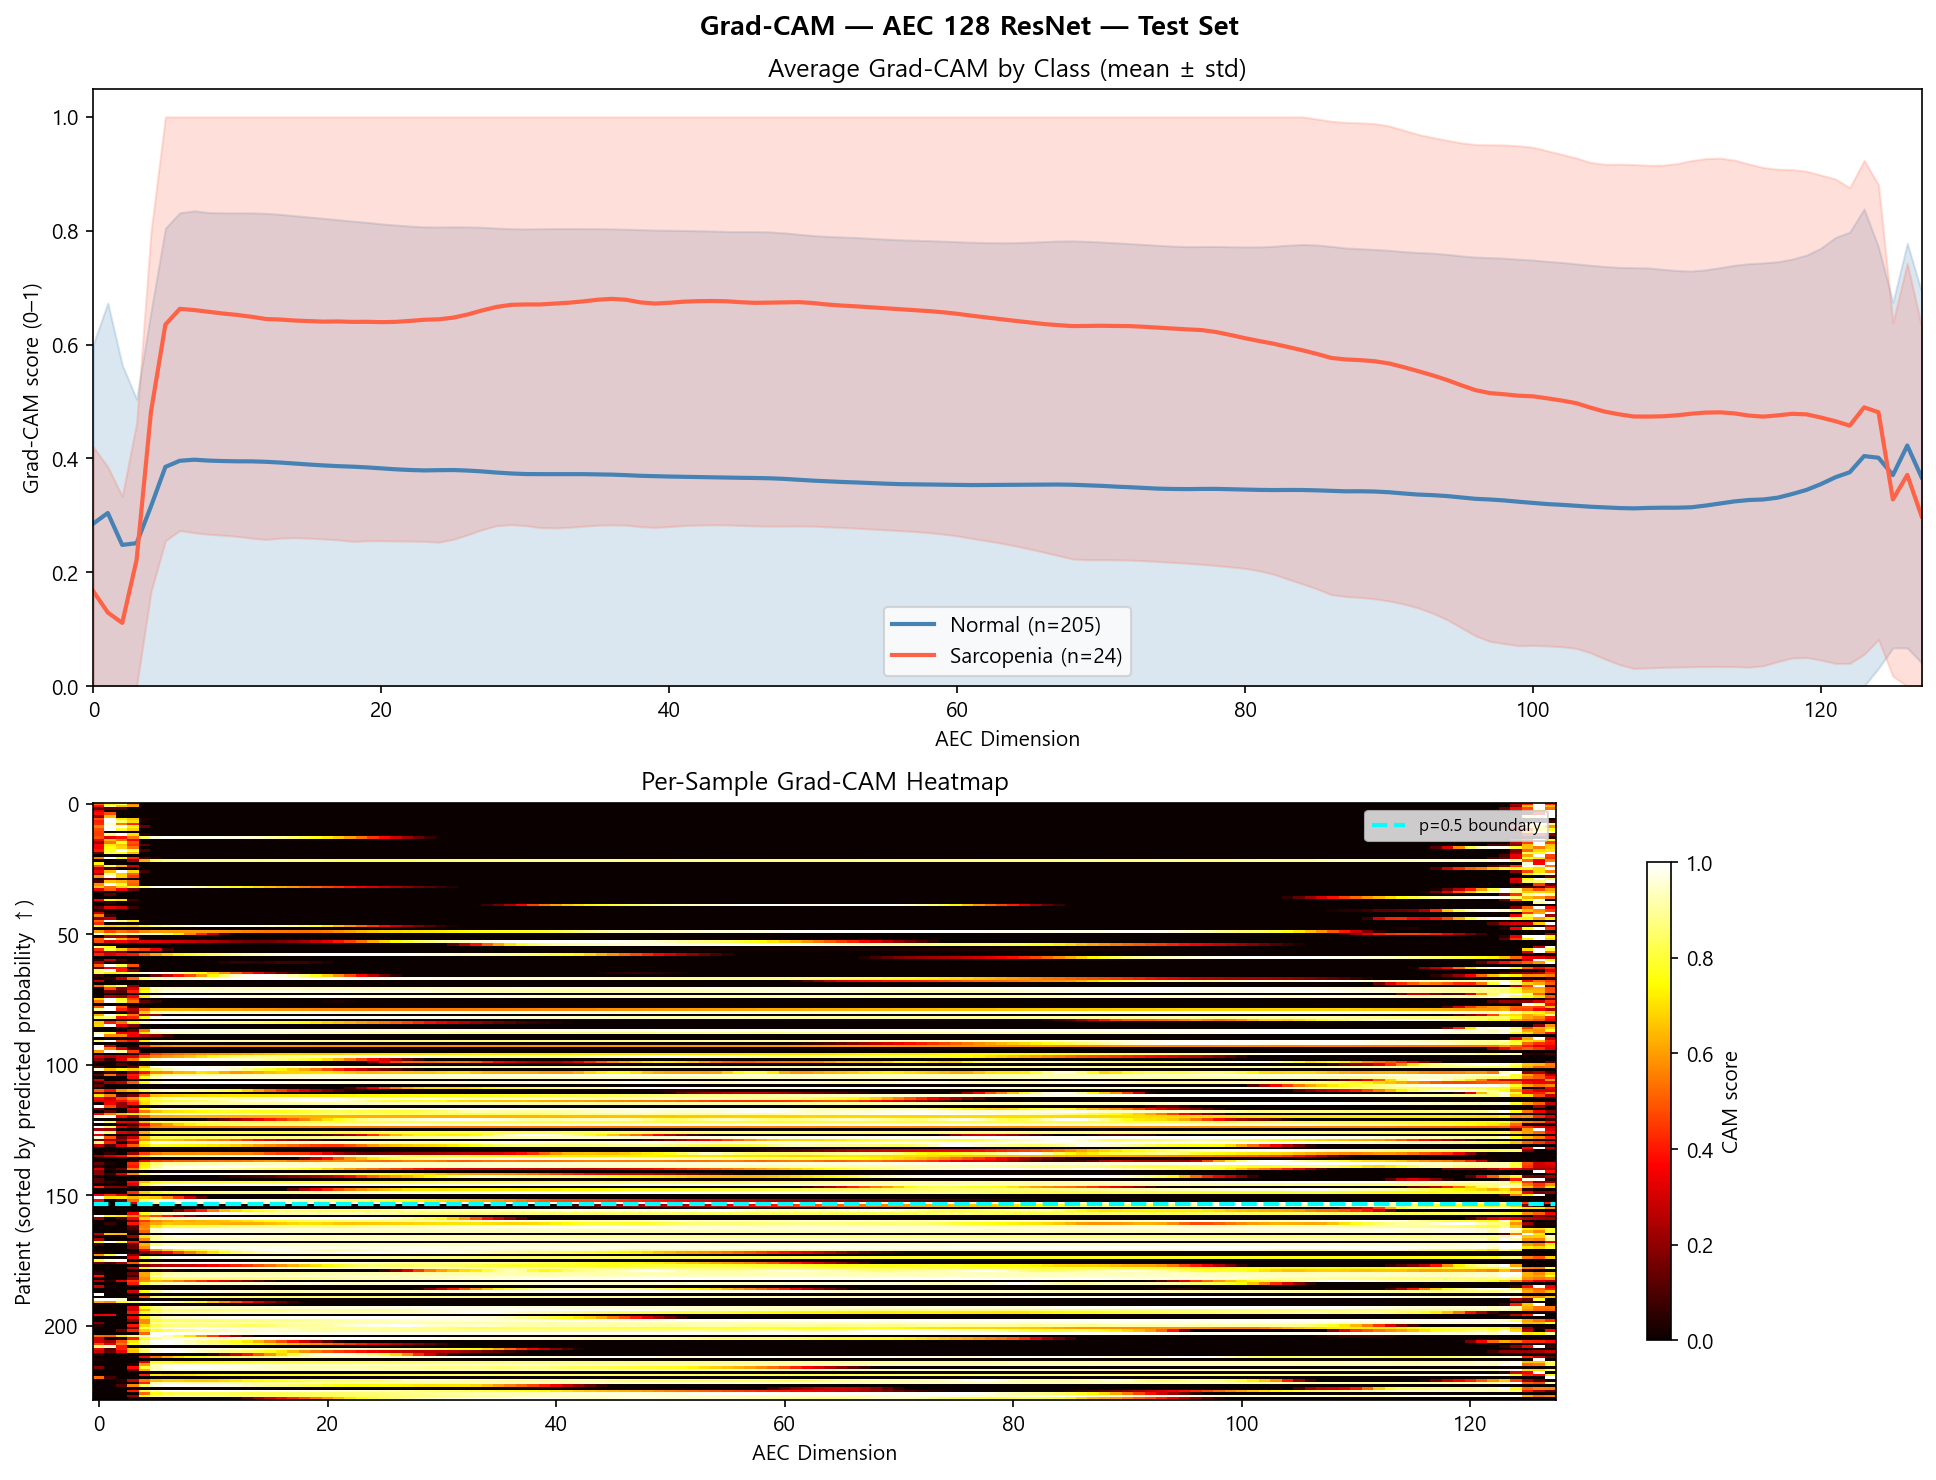 Grad-CAM — AEC 128 ResNet — Test Set
Average Grad-CAM by Class (mean ± std)
Grad-CAM score (0–1)
1.0
0.8
0.6
0.4
0.2
0.0
0
20
40
60
80
100
120
AEC Dimension
Normal (n=205)
Sarcopenia (n=24)
Per-Sample Grad-CAM Heatmap
Patient (sorted by predicted probability ↑)
0
50
100
150
200
0
20
40
60
80
100
120
AEC Dimension
p=0.5 boundary
1.0
0.8
0.6
0.4
0.2
0.0
CAM score